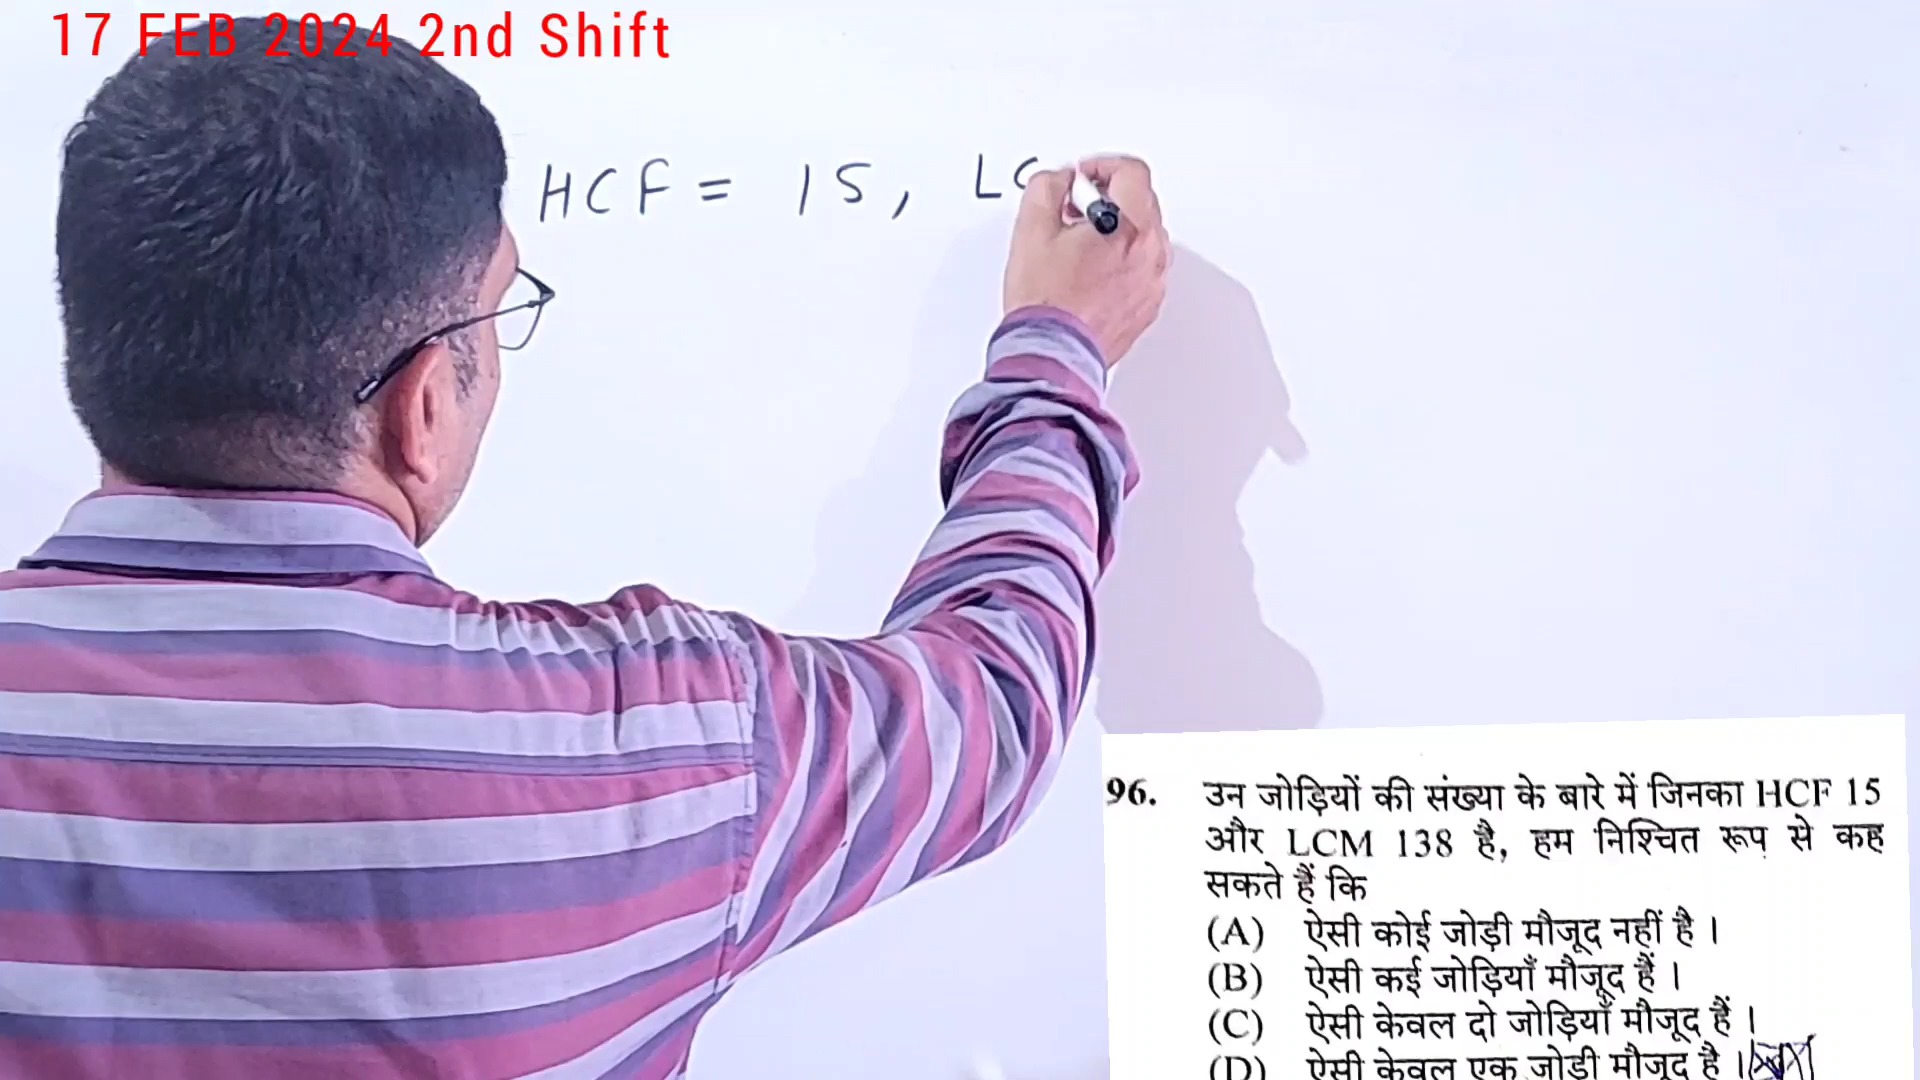 17 FEB 2024 2nd Shift
HCF = 15, LC
96. उन जोड़ियों की संख्या के बारे में जिनका HCF 15
और LCM 138 है, हम निश्चित रूप से कह
सकते हैं कि
(A) ऐसी कोई जोड़ी मौजूद नहीं है ।
(B) ऐसी कई जोड़ियाँ मौजूद हैं ।
(C) ऐसी केवल दो जोड़ियाँ मौजूद हैं ।
(D) ऐसी केवल एक जोड़ी मौजूद है ।